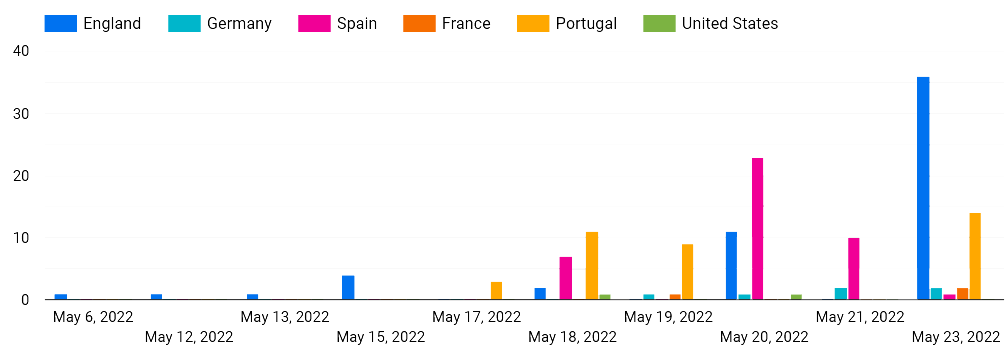 England Germany Spain France Portugal United States
40
30
20
10
0
May 6, 2022 May 13, 2022 May 17, 2022 May 19, 2022 May 21, 2022
May 12, 2022 May 15, 2022 May 18, 2022 May 20, 2022 May 23, 2022